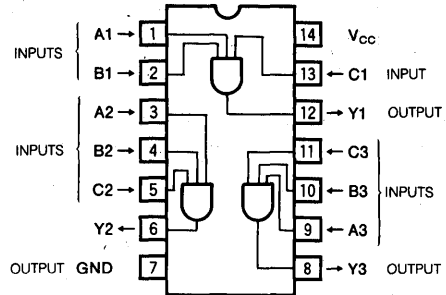 A1 1 14 VCC
INPUTS
B1 2 13 C1 INPUT
A2 3 12 Y1 OUTPUT
INPUTS B2 4 11 C3
C2 5 10 B3 INPUTS
Y2 6 9 A3
OUTPUT GND 7 8 Y3 OUTPUT